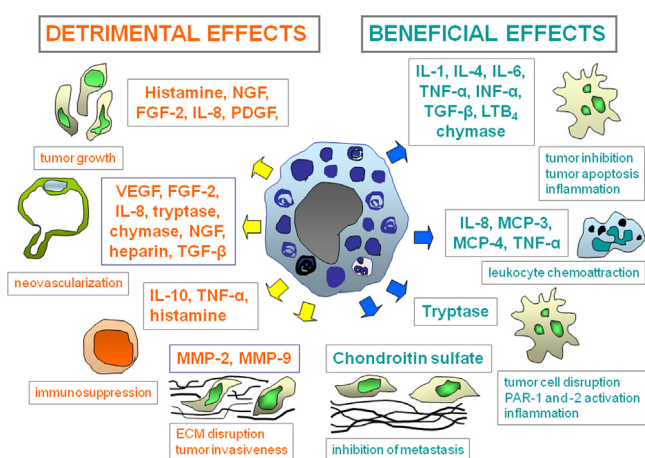 DETRIMENTAL EFFECTS
Histamine, NGF,
FGF-2, IL-8, PDGF,
tumor growth
VEGF, FGF-2,
IL-8, tryptase,
chymase, NGF,
heparin, TGF-β
neovascularization
IL-10, TNF-α,
histamine
immunosuppression
MMP-2, MMP-9
ECM disruption
tumor invasiveness
BENEFICIAL EFFECTS
IL-1, IL-4, IL-6,
TNF-α, INF-α,
TGF-β, LTB₄
chymase
tumor inhibition
tumor apoptosis
inflammation
IL-8, MCP-3,
MCP-4, TNF-α
leukocyte chemoattraction
Tryptase
tumor cell disruption
PAR-1 and -2 activation
inflammation
Chondroitin sulfate
inhibition of metastasis